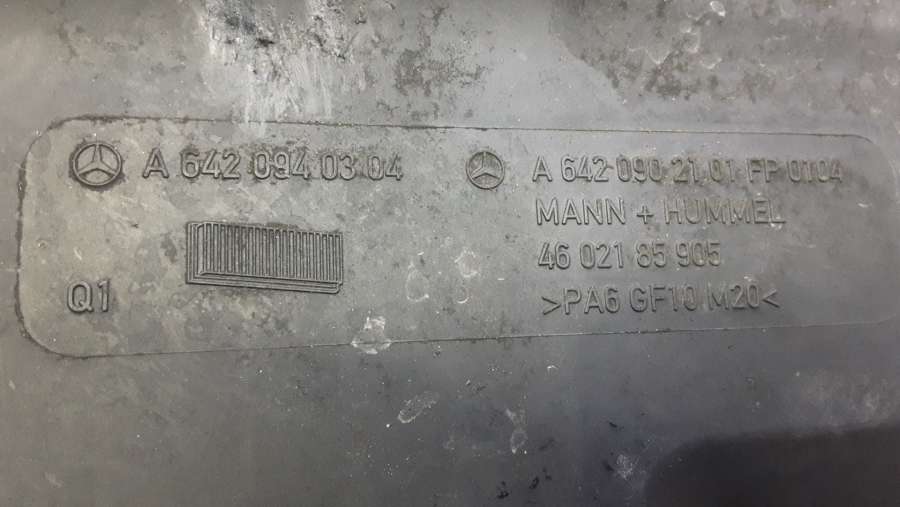 A 642 094 03 04
Q1
A 642 090 21 01 FP 0104
MANN + HUMMEL
46 021 85 905
>PA6 GF10 M20<